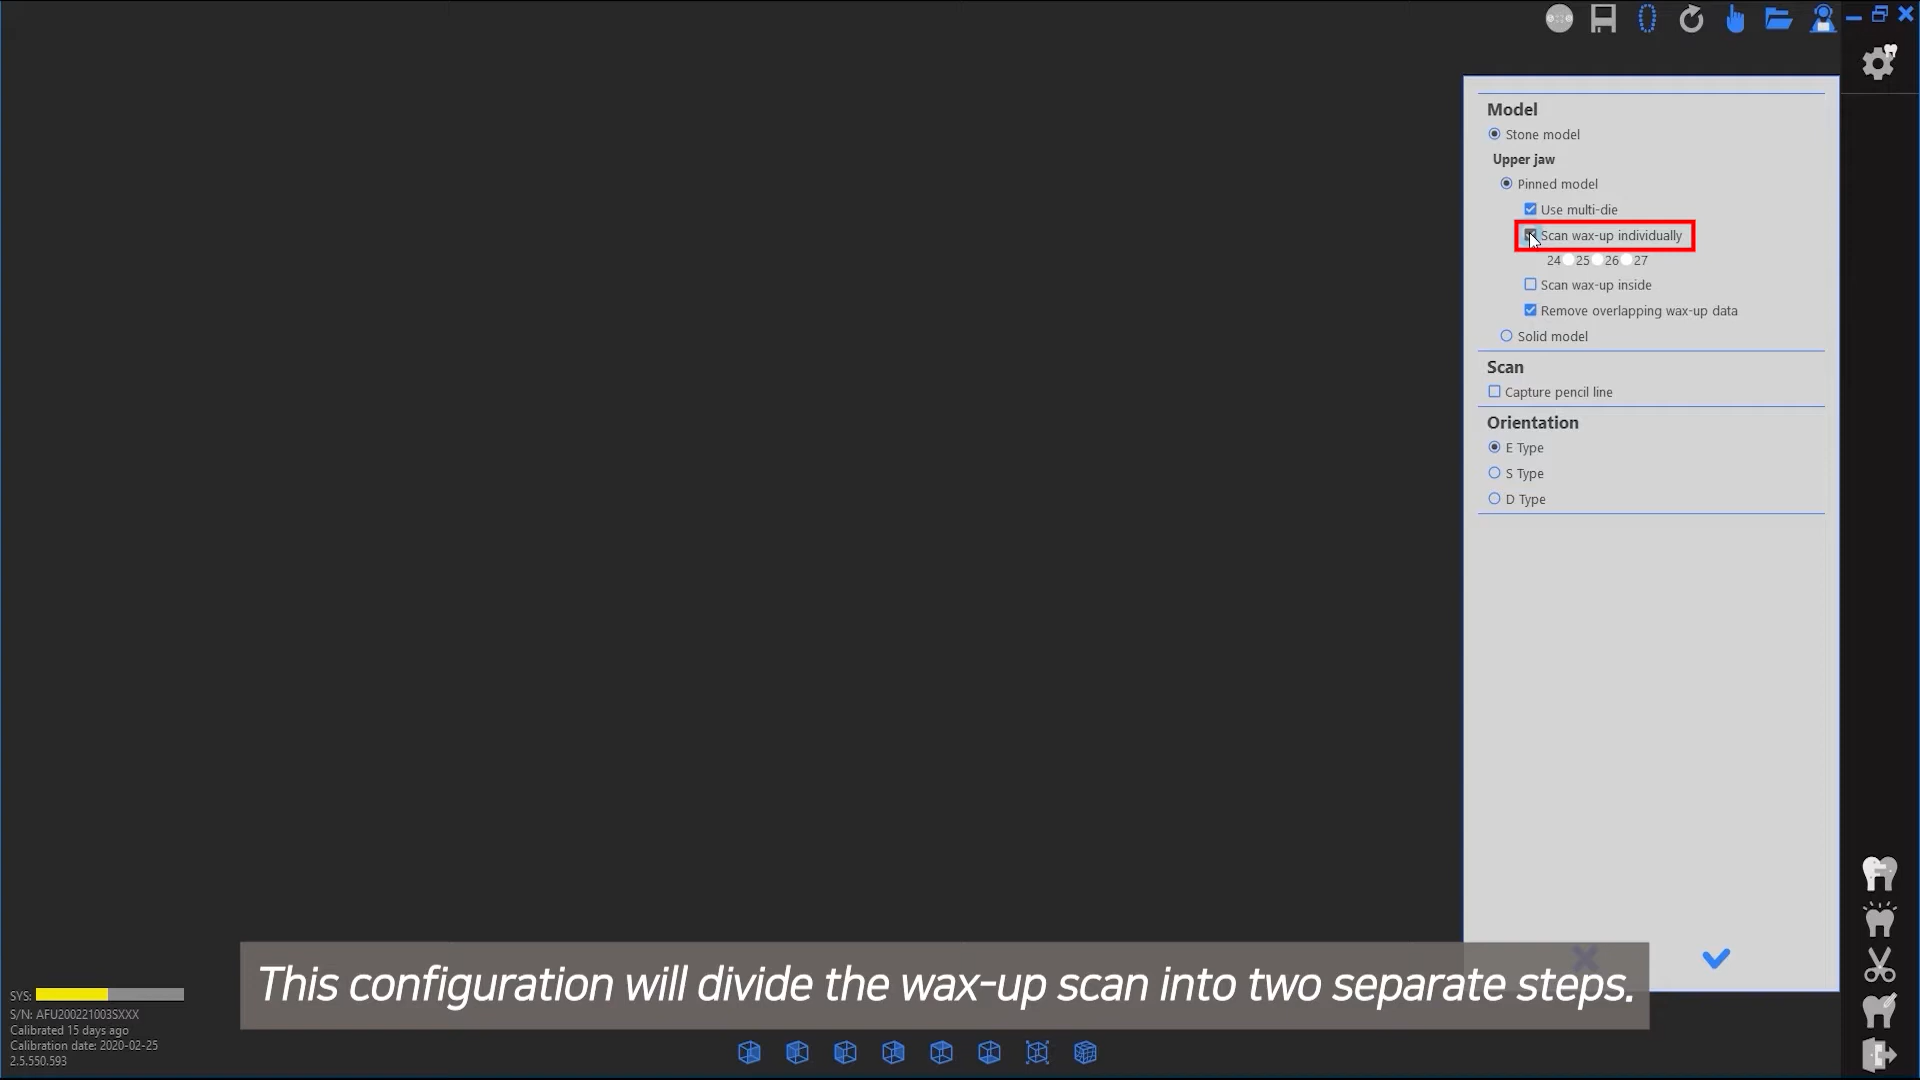 Model
Stone model
Upper jaw
Pinned model
Use multi-die
Scan wax-up individually
24 25 26 27
Scan wax-up inside
Remove overlapping wax-up data
Solid model
Scan
Capture pencil line
Orientation
E Type
S Type
D Type
This configuration will divide the wax-up scan into two separate steps.
SYS:
S/N: AFU200221003SXXX
Calibrated 15 days ago
Calibration date: 2020-02-25
2.5.550.593